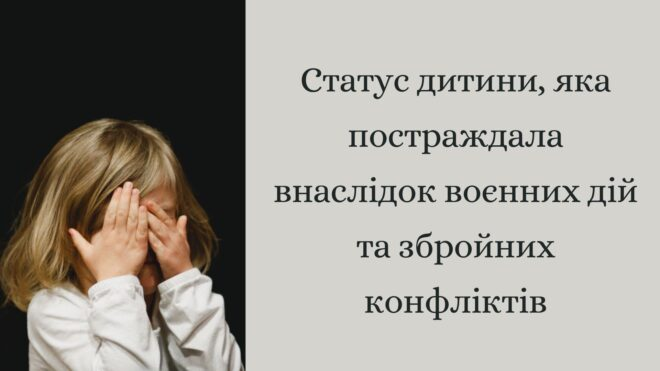 Статус дитини, яка
постраждала
внаслідок воєнних дій
та збройних
конфліктів